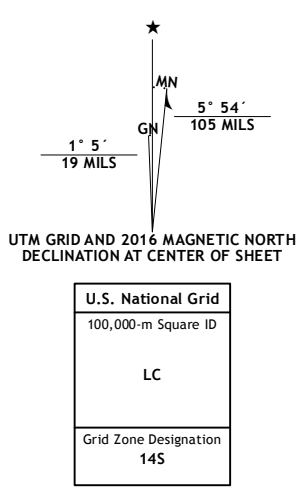 ★
MN
5° 54´
105 MILS
GN
1° 5´
19 MILS
UTM GRID AND 2016 MAGNETIC NORTH
DECLINATION AT CENTER OF SHEET
U.S. National Grid
100,000-m Square ID
LC
Grid Zone Designation
14S